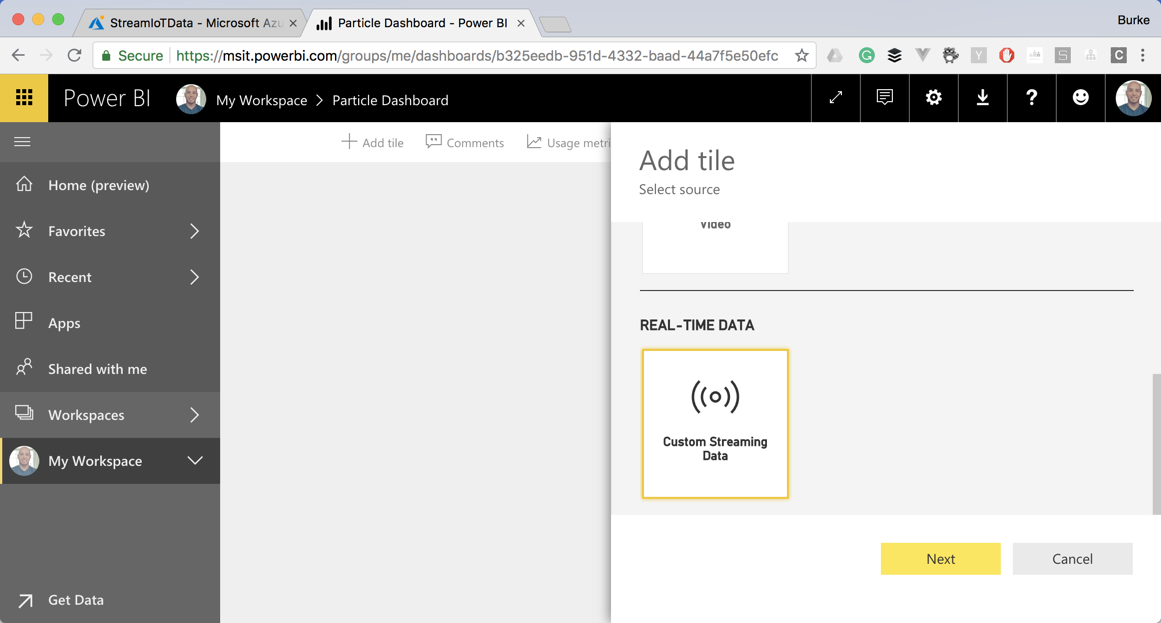 StreamIoTData - Microsoft Azu
Particle Dashboard - Power BI
Burke
Secure
https://msit.powerbi.com/groups/me/dashboards/b325eedb-951d-4332-baad-44a7f5e50efc
Power BI
My Workspace
Particle Dashboard
Add tile
Comments
Usage metri
Home (preview)
Favorites
Recent
Apps
Shared with me
Workspaces
My Workspace
Get Data
Add tile
Select source
Video
REAL-TIME DATA
Custom Streaming
Data
Next
Cancel